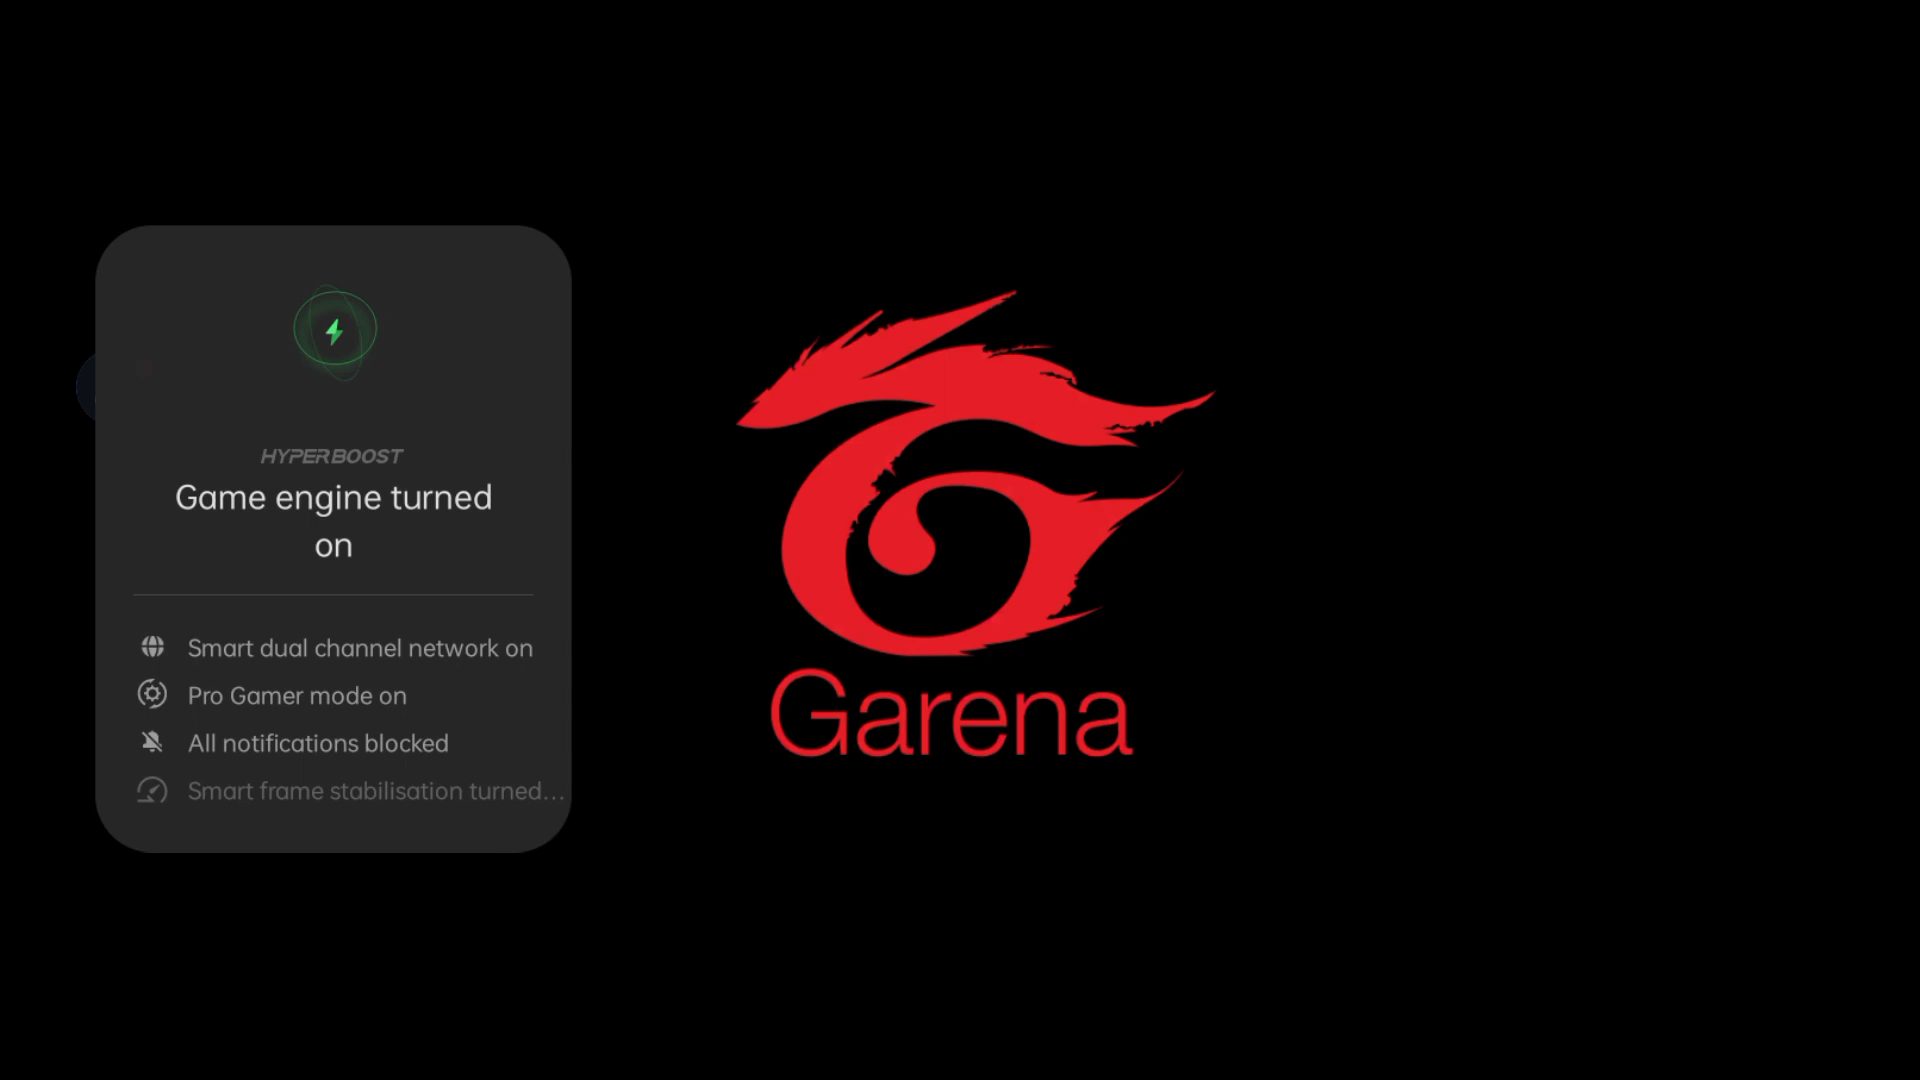 HYPERBOOST
Game engine turned
on
Smart dual channel network on
Pro Gamer mode on
All notifications blocked
Smart frame stabilisation turned...
Garena